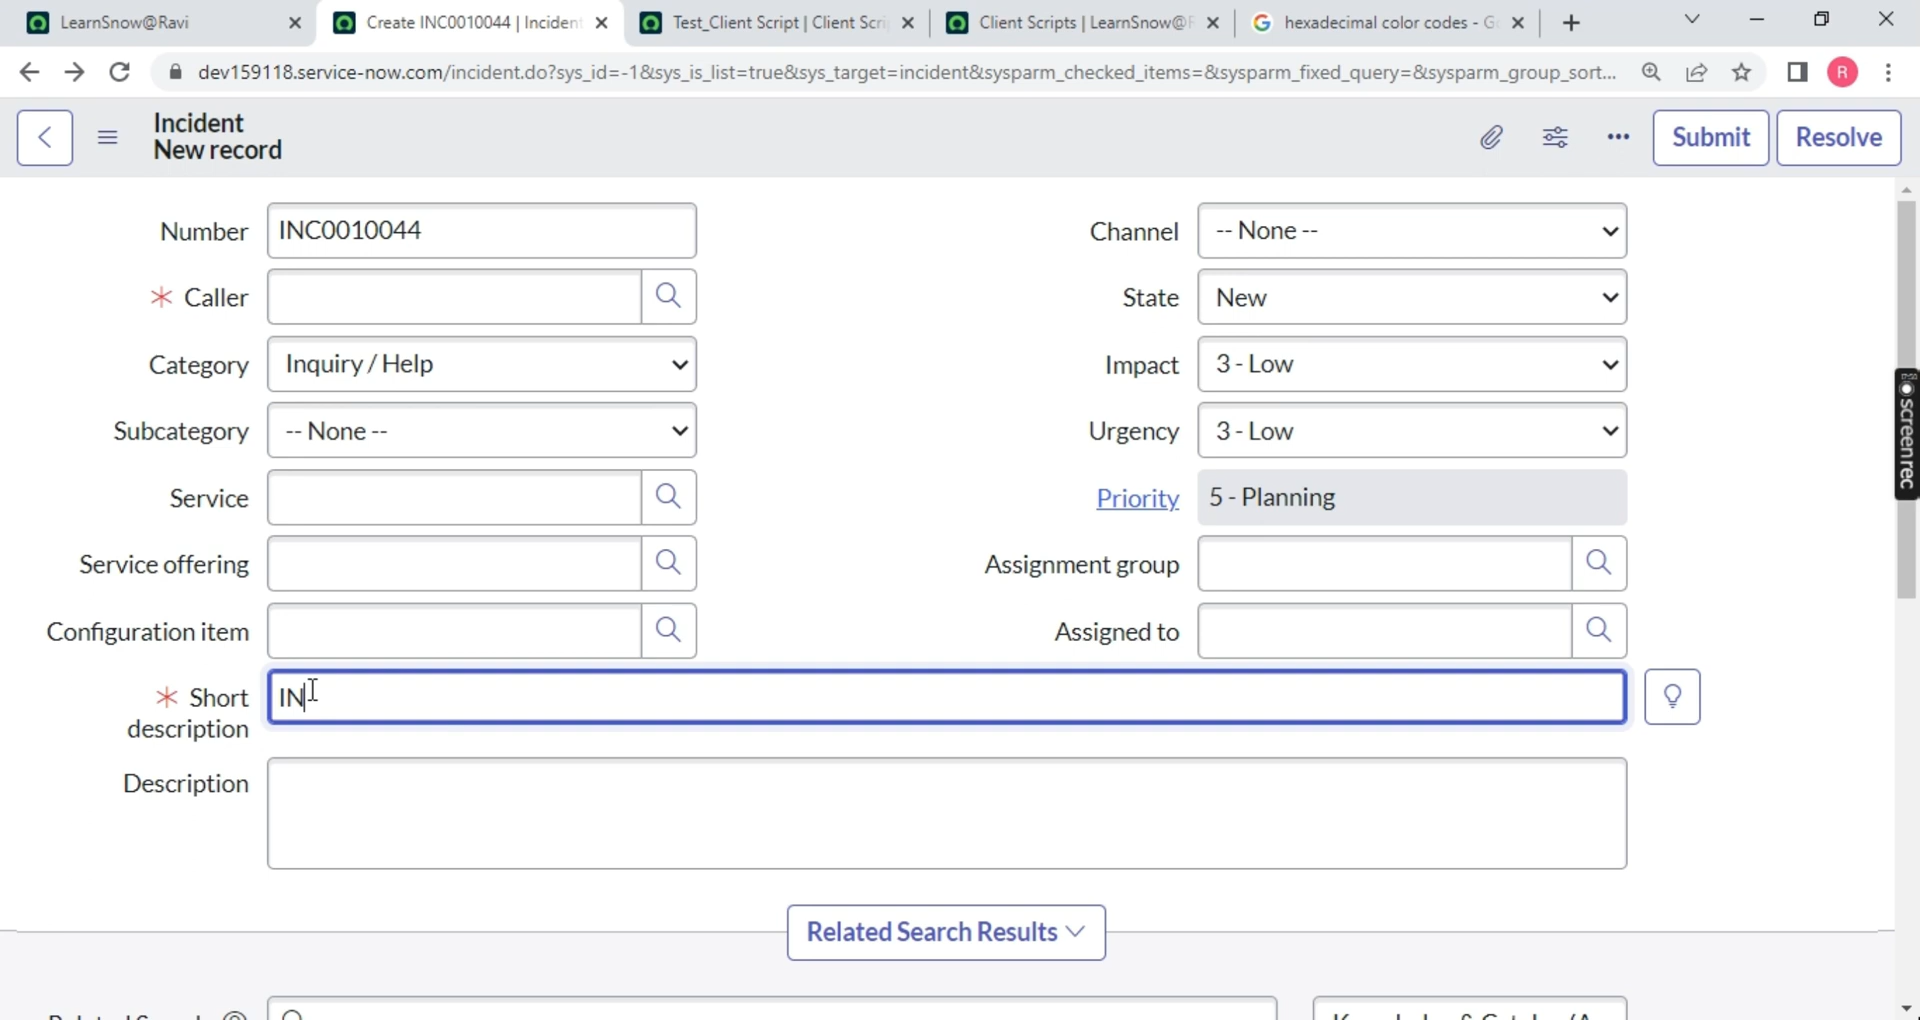 LearnSnow@Ravi
Create INC0010044 | Inciden
Test_Client Script | Client Scri
Client Scripts | LearnSnow@R
hexadecimal color codes - Go
dev159118.service-now.com/incident.do?sys_id=-1&sys_is_list=true&sys_target=incident&sysparm_checked_items=&sysparm_fixed_query=&sysparm_group_sort...
R
Incident
New record
Submit
Resolve
Number
INC0010044
Channel
-- None --
Caller
State
New
Category
Inquiry / Help
Impact
3 - Low
Subcategory
-- None --
Urgency
3 - Low
Service
Priority
5 - Planning
Service offering
Assignment group
Configuration item
Assigned to
Short
description
IN
Description
Related Search Results
screenrec